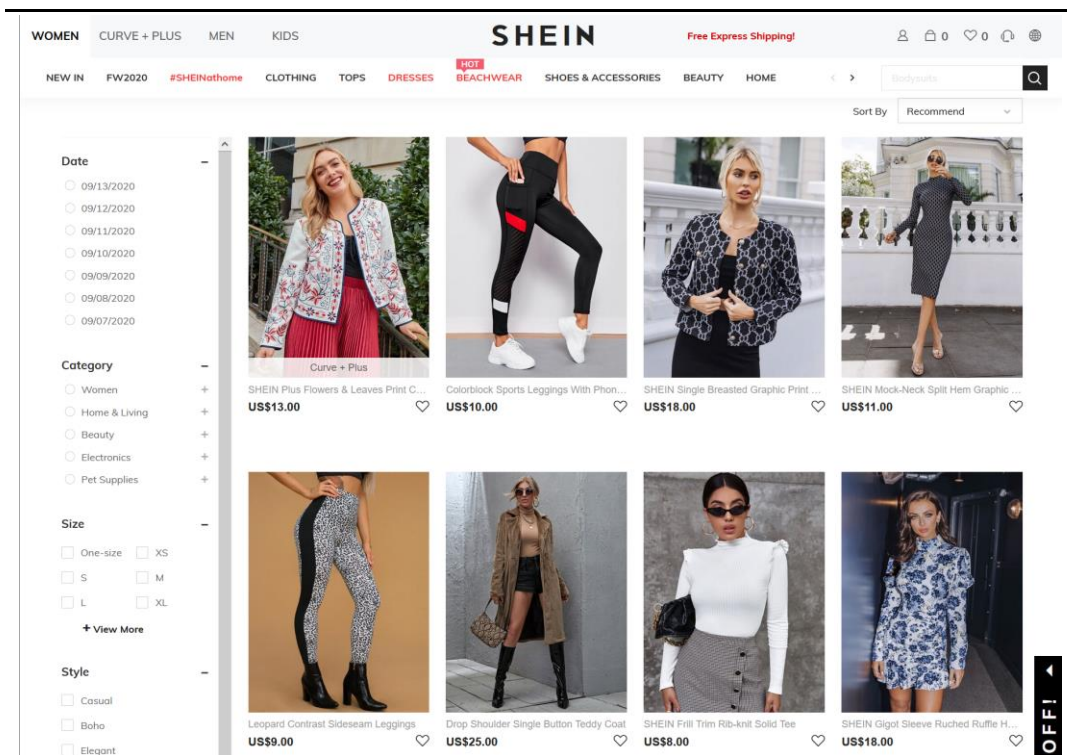 WOMEN CURVE + PLUS MEN KIDS SHEIN Free Express Shipping! 0 0
HOT
NEW IN FW2020 #SHEINathome CLOTHING TOPS DRESSES BEACHWEAR SHOES & ACCESSORIES BEAUTY HOME < > Bodysuits
Sort By Recommend
Date –
09/13/2020
09/12/2020
09/11/2020
09/10/2020
09/09/2020
09/08/2020
09/07/2020
Category –
Women +
Home & Living +
Beauty +
Electronics +
Pet Supplies +
Size –
One-size XS
S M
L XL
+ View More
Style –
Casual
Boho
Elegant
Curve + Plus
SHEIN Plus Flowers & Leaves Print C...
US$13.00
Colorblock Sports Leggings With Phon...
US$10.00
SHEIN Single Breasted Graphic Print ...
US$18.00
SHEIN Mock-Neck Split Hem Graphic ...
US$11.00
Leopard Contrast Sideseam Leggings
US$9.00
Drop Shoulder Single Button Teddy Coat
US$25.00
SHEIN Frill Trim Rib-knit Solid Tee
US$8.00
SHEIN Gigot Sleeve Ruched Ruffle H...
US$18.00
OFF!